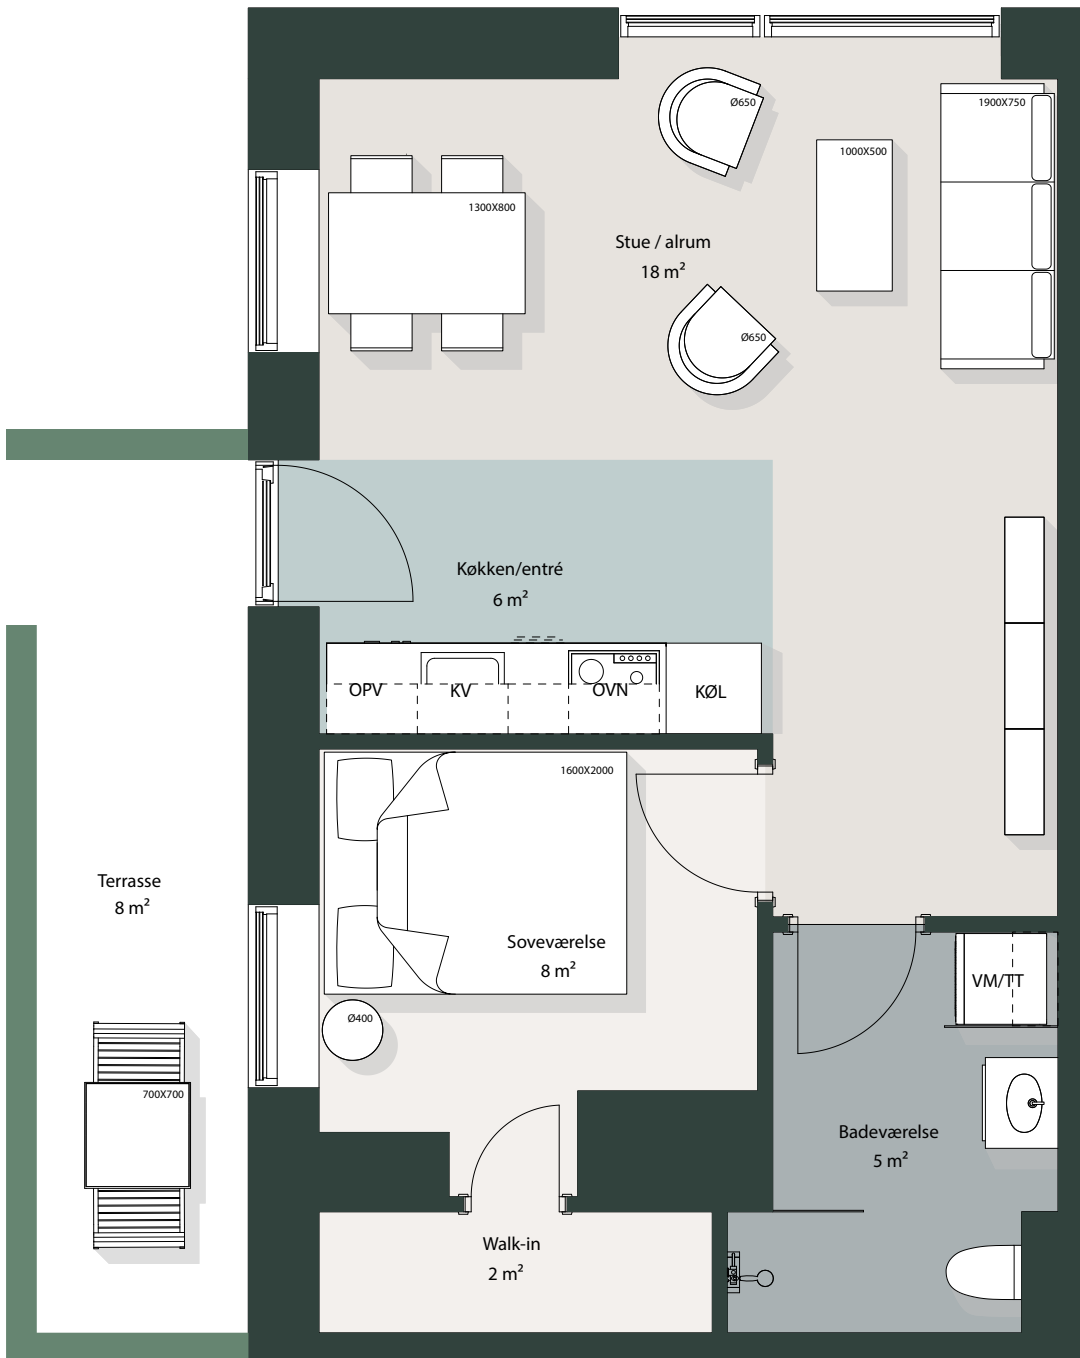 Ø650
1900X750
1000X500
1300X800
Stue / alrum
18 m²
Ø650
Køkken/entré
6 m²
OPV
KV
OVN
KØL
1600X2000
Terrasse
8 m²
Soveværelse
8 m²
VM/TT
Ø400
700X700
Badeværelse
5 m²
Walk-in
2 m²